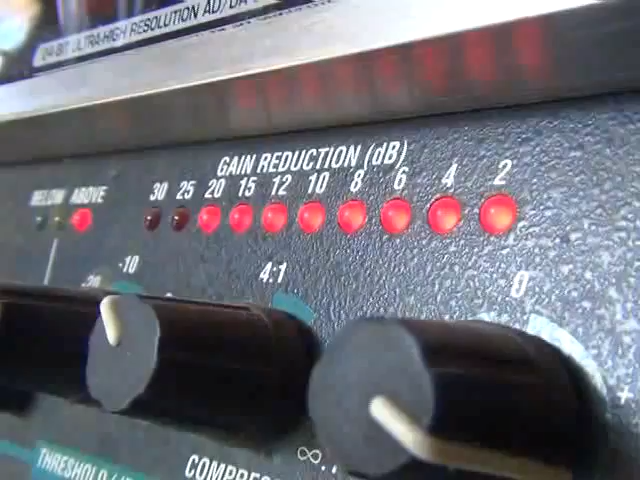 24-BIT ULTRA-HIGH RESOLUTION AD/DA
GAIN REDUCTION (dB)
BELOW ABOVE
30 25 20 15 12 10 8 6 4 2
-10
-20
4:1
0
+
∞:
THRESHOLD
COMPRES